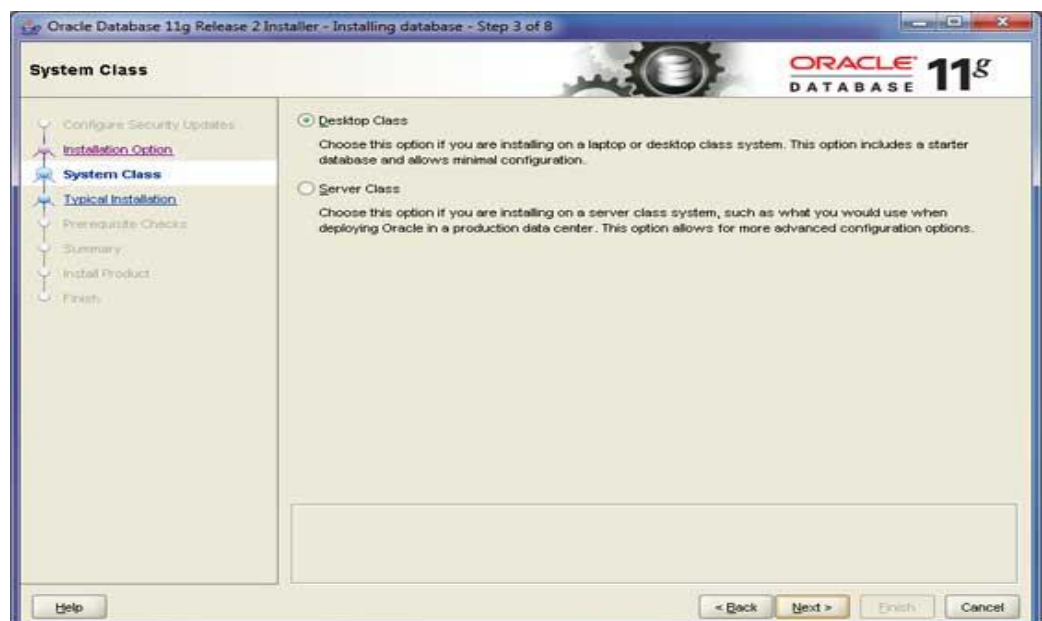 Oracle Database 11g Release 2 Installer - Installing database - Step 3 of 8
System Class
ORACLE
DATABASE
11g
Configure Security Updates
Installation Option
System Class
Typical Installation
Prerequisite Checks
Summary
Install Product
Finish
Desktop Class
Choose this option if you are installing on a laptop or desktop class system. This option includes a starter
database and allows minimal configuration.
Server Class
Choose this option if you are installing on a server class system, such as what you would use when
deploying Oracle in a production data center. This option allows for more advanced configuration options.
Help
< Back
Next >
Finish
Cancel